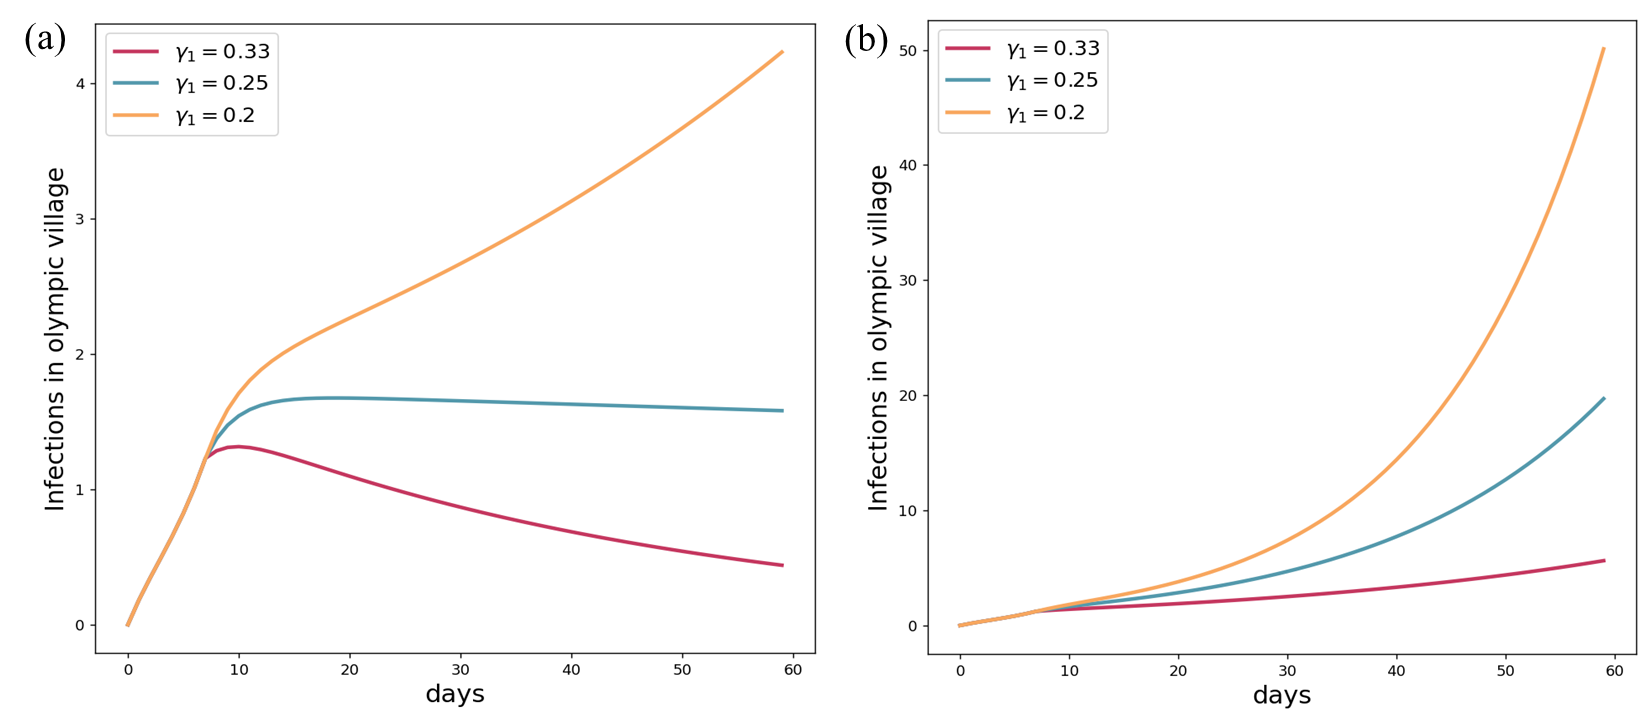 (a)
γ₁ = 0.33
γ₁ = 0.25
γ₁ = 0.2
Infections in olympic village
4
3
2
1
0
0 10 20 30 40 50 60
days
(b)
γ₁ = 0.33
γ₁ = 0.25
γ₁ = 0.2
Infections in olympic village
50
40
30
20
10
0
0 10 20 30 40 50 60
days